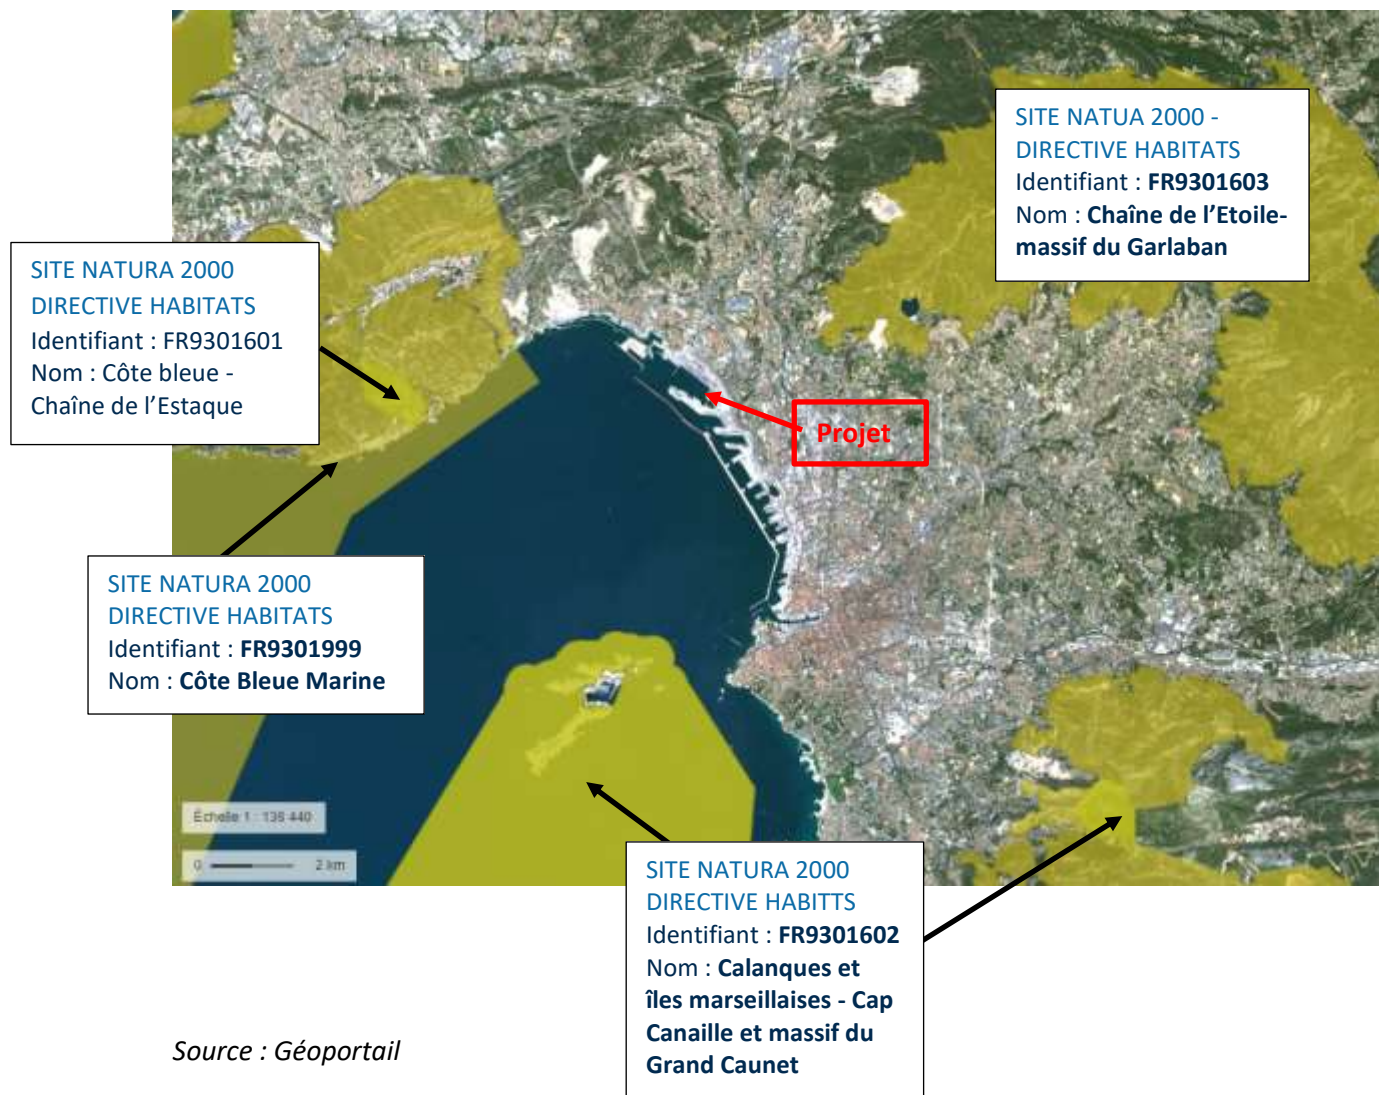 SITE NATUA 2000 -
DIRECTIVE HABITATS
Identifiant : FR9301603
Nom : Chaîne de l’Etoile-
massif du Garlaban
SITE NATURA 2000
DIRECTIVE HABITATS
Identifiant : FR9301601
Nom : Côte bleue -
Chaîne de l’Estaque
Projet
SITE NATURA 2000
DIRECTIVE HABITATS
Identifiant : FR9301999
Nom : Côte Bleue Marine
Échelle 1 : 136 440
0 2 km
SITE NATURA 2000
DIRECTIVE HABITTS
Identifiant : FR9301602
Nom : Calanques et
îles marseillaises - Cap
Canaille et massif du
Grand Caunet
Source : Géoportail